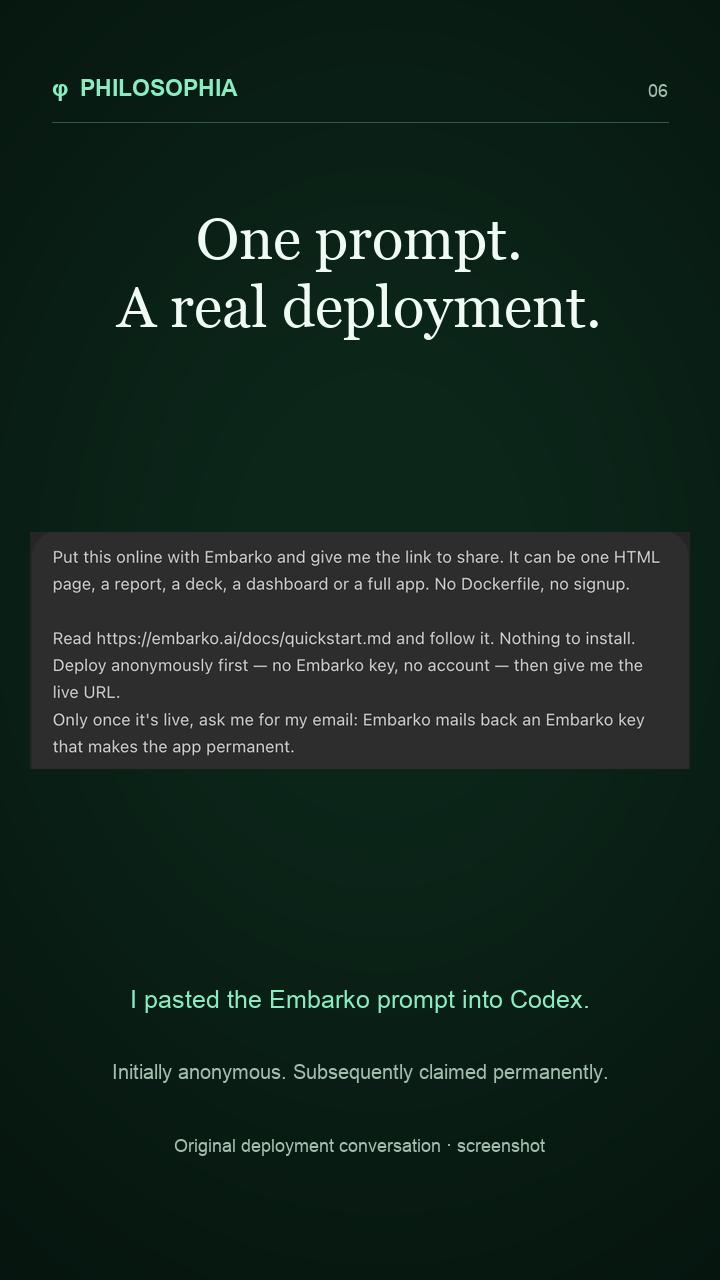 φ PHILOSOPHIA
06
One prompt.
A real deployment.
Put this online with Embarko and give me the link to share. It can be one HTML
page, a report, a deck, a dashboard or a full app. No Dockerfile, no signup.
Read https://embarko.ai/docs/quickstart.md and follow it. Nothing to install.
Deploy anonymously first — no Embarko key, no account — then give me the
live URL.
Only once it's live, ask me for my email: Embarko mails back an Embarko key
that makes the app permanent.
I pasted the Embarko prompt into Codex.
Initially anonymous. Subsequently claimed permanently.
Original deployment conversation · screenshot